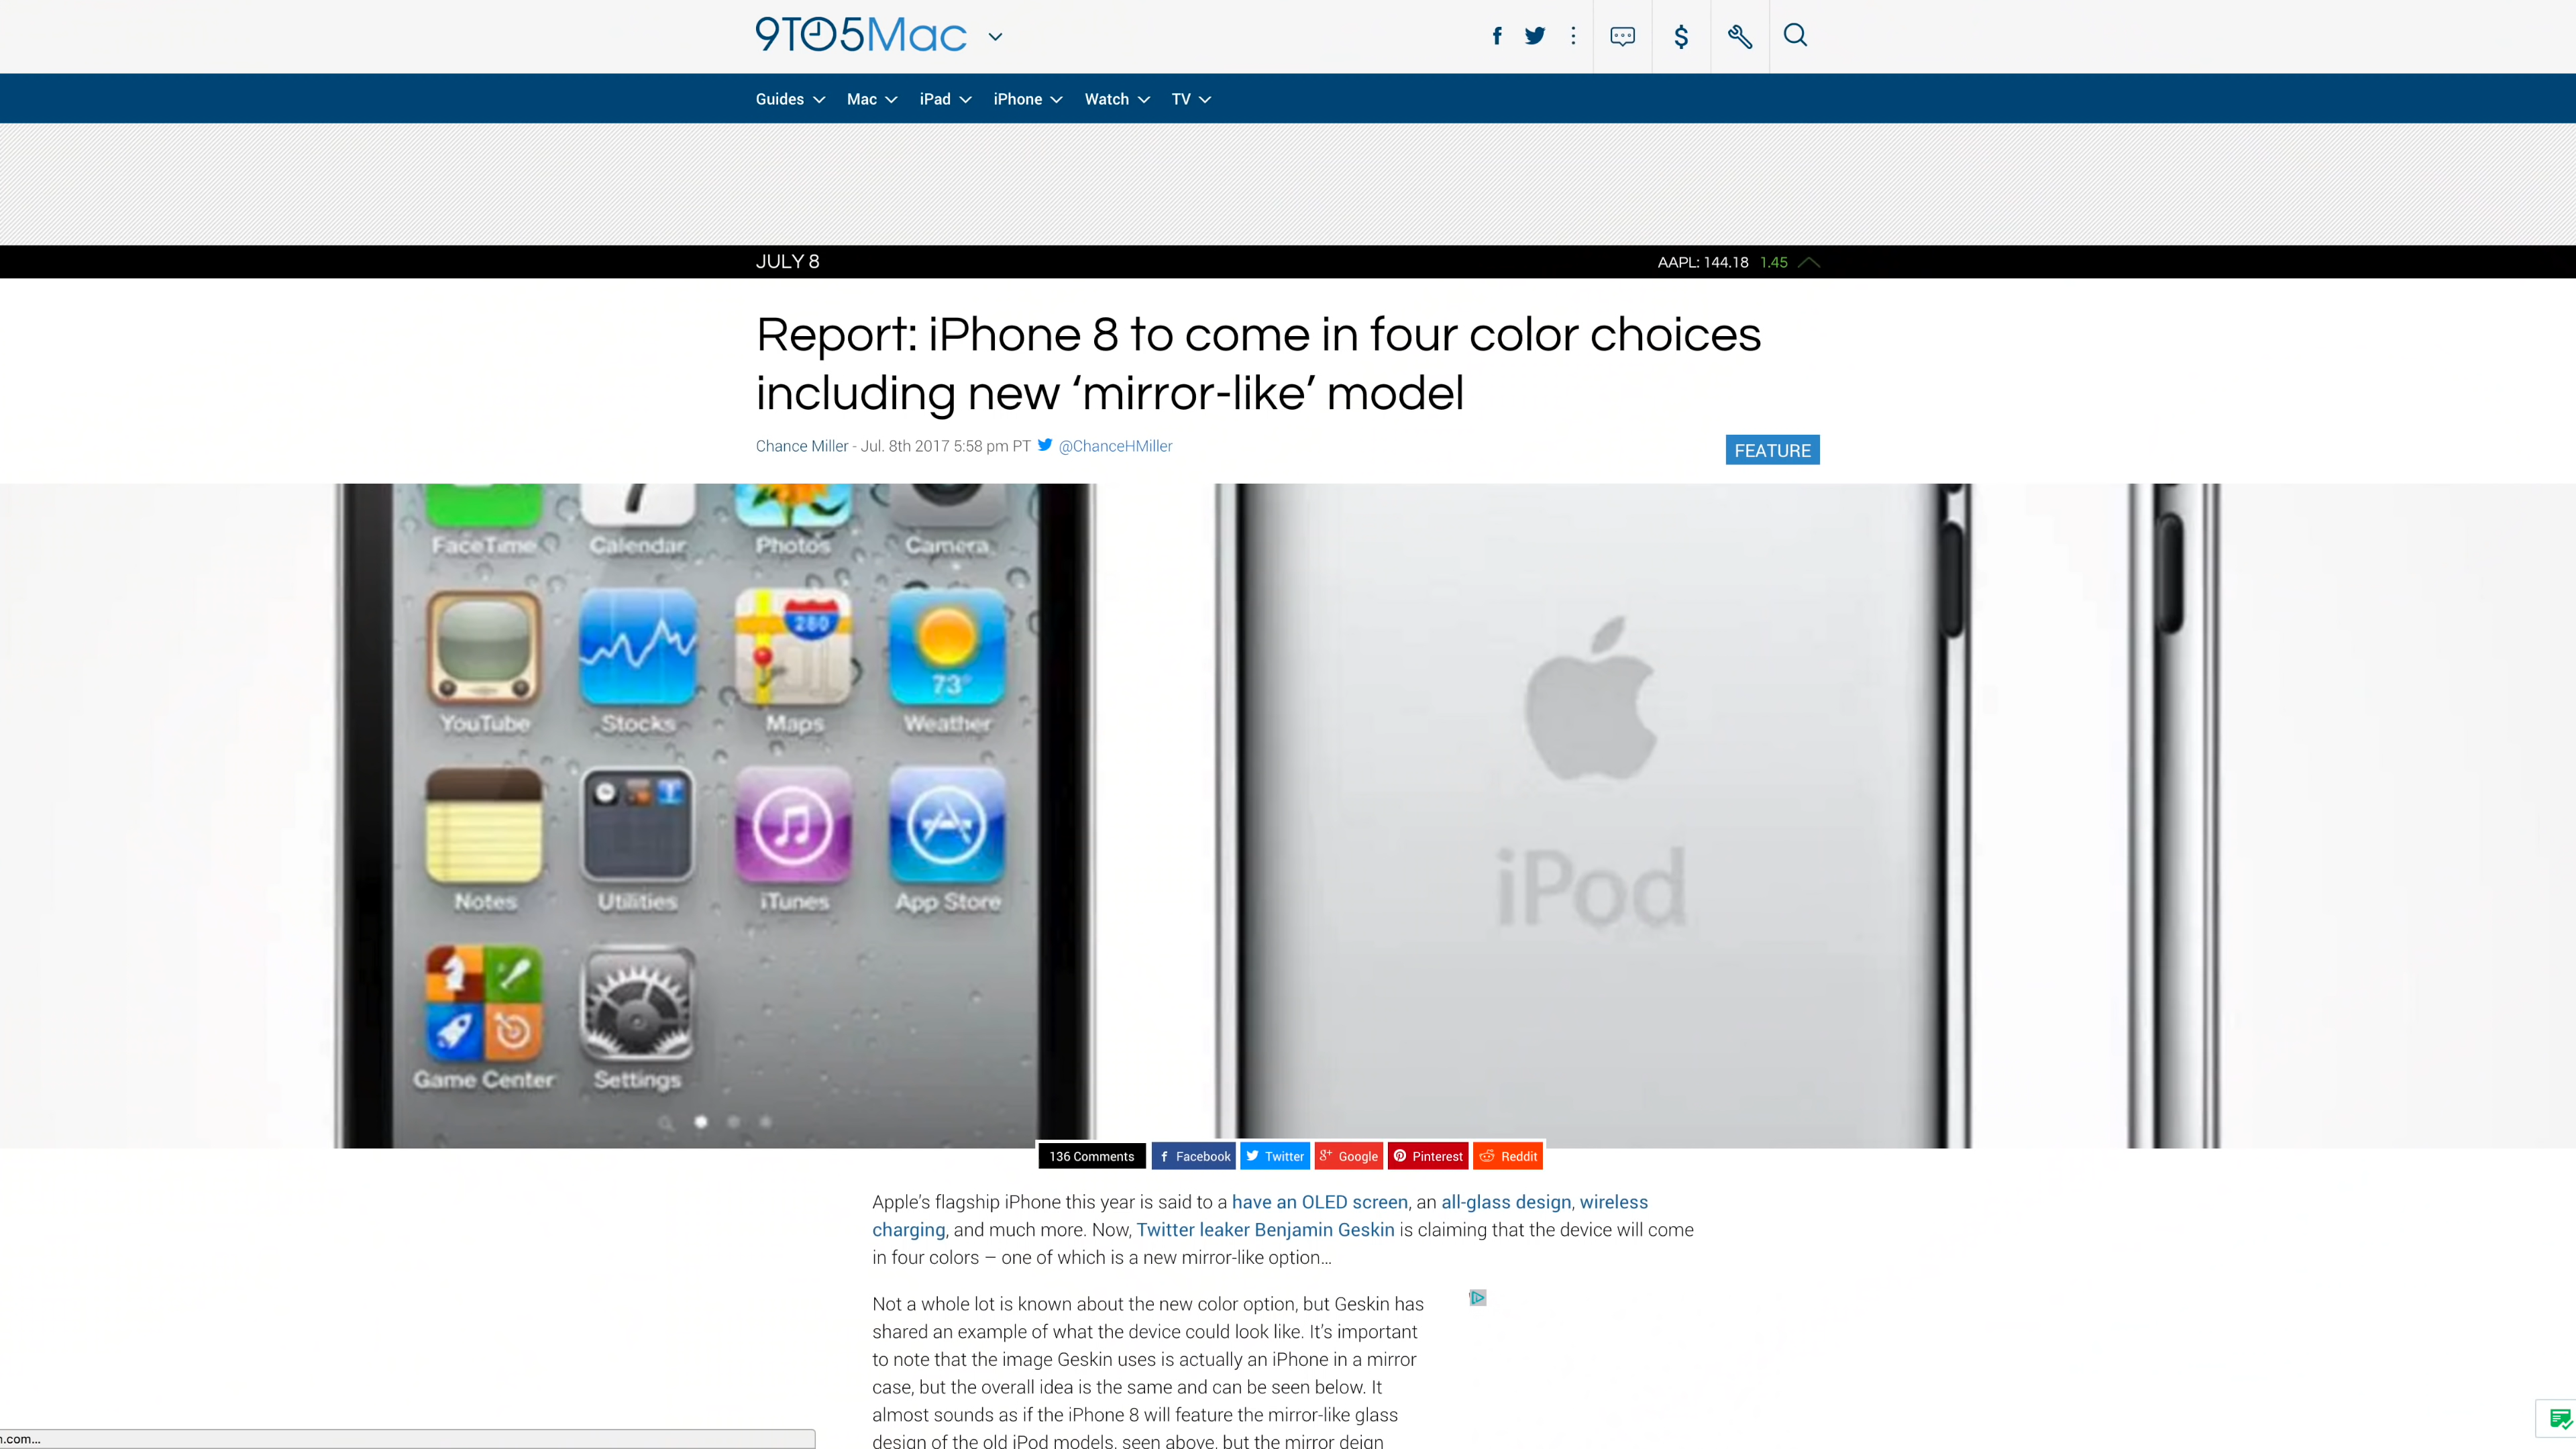 9TO5Mac
Guides Mac iPad iPhone Watch TV
JULY 8
AAPL: 144.18 1.45
Report: iPhone 8 to come in four color choices
including new ‘mirror-like’ model
Chance Miller - Jul. 8th 2017 5:58 pm PT @ChanceHMiller
FEATURE
7
FaceTime Calendar Photos Camera
280
73°
YouTube Stocks Maps Weather
Notes Utilities iTunes App Store
iPod
Game Center Settings
136 Comments Facebook Twitter Google Pinterest Reddit
Apple’s flagship iPhone this year is said to a have an OLED screen, an all-glass design, wireless
charging, and much more. Now, Twitter leaker Benjamin Geskin is claiming that the device will come
in four colors – one of which is a new mirror-like option…
Not a whole lot is known about the new color option, but Geskin has
shared an example of what the device could look like. It’s important
to note that the image Geskin uses is actually an iPhone in a mirror
case, but the overall idea is the same and can be seen below. It
almost sounds as if the iPhone 8 will feature the mirror-like glass
design of the old iPod models, seen above, but the mirror deign
.com...